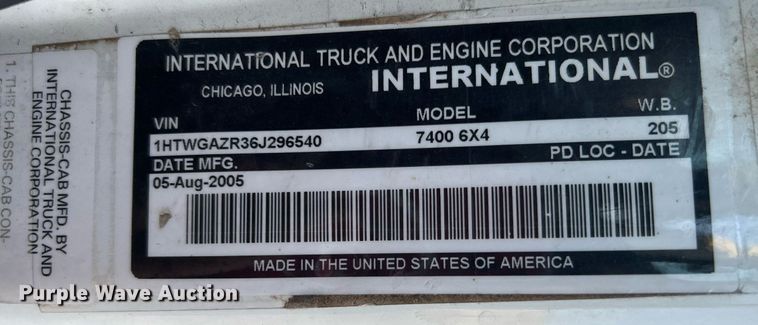 INTERNATIONAL TRUCK AND ENGINE CORPORATION
CHICAGO, ILLINOIS INTERNATIONAL®
VIN MODEL W.B.
1HTWGAZR36J296540 7400 6X4 205
DATE MFG. PD LOC - DATE
05-Aug-2005
MADE IN THE UNITED STATES OF AMERICA
CHASSIS-CAB MFD. BY
INTERNATIONAL TRUCK AND
ENGINE CORPORATION
1. THIS CHASSIS-CAB CON-
Purple Wave Auction